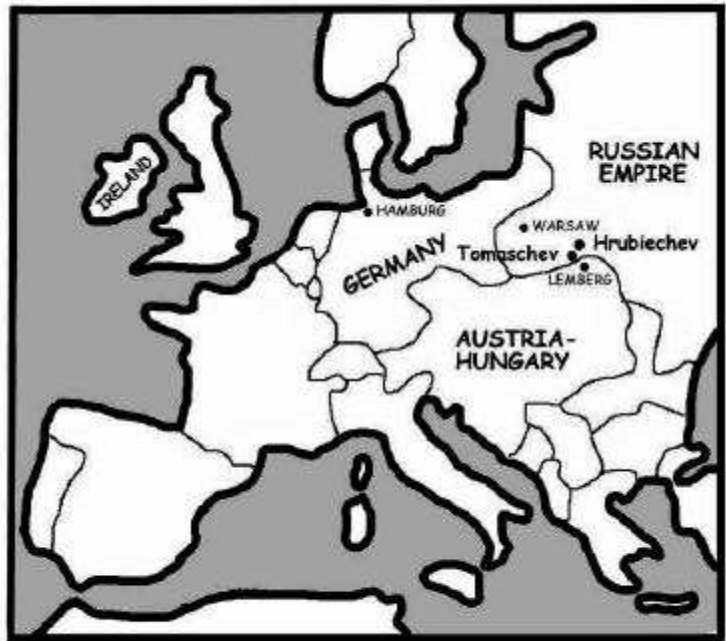 RUSSIAN
EMPIRE
IRELAND
HAMBURG
WARSAW
Hrubiechev
GERMANY
Tomaschev
LEMBERG
AUSTRIA-
HUNGARY